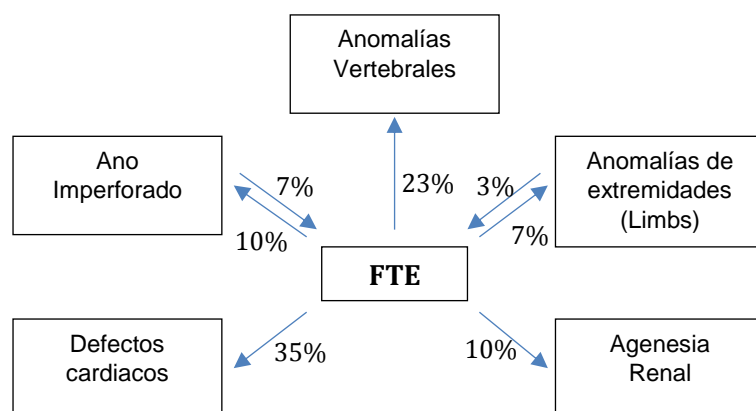 Anomalías
Vertebrales
Ano
Imperforado
7%
10%
23%
3%
7%
Anomalías de
extremidades
(Limbs)
FTE
Defectos
cardiacos
35%
10%
Agenesia
Renal